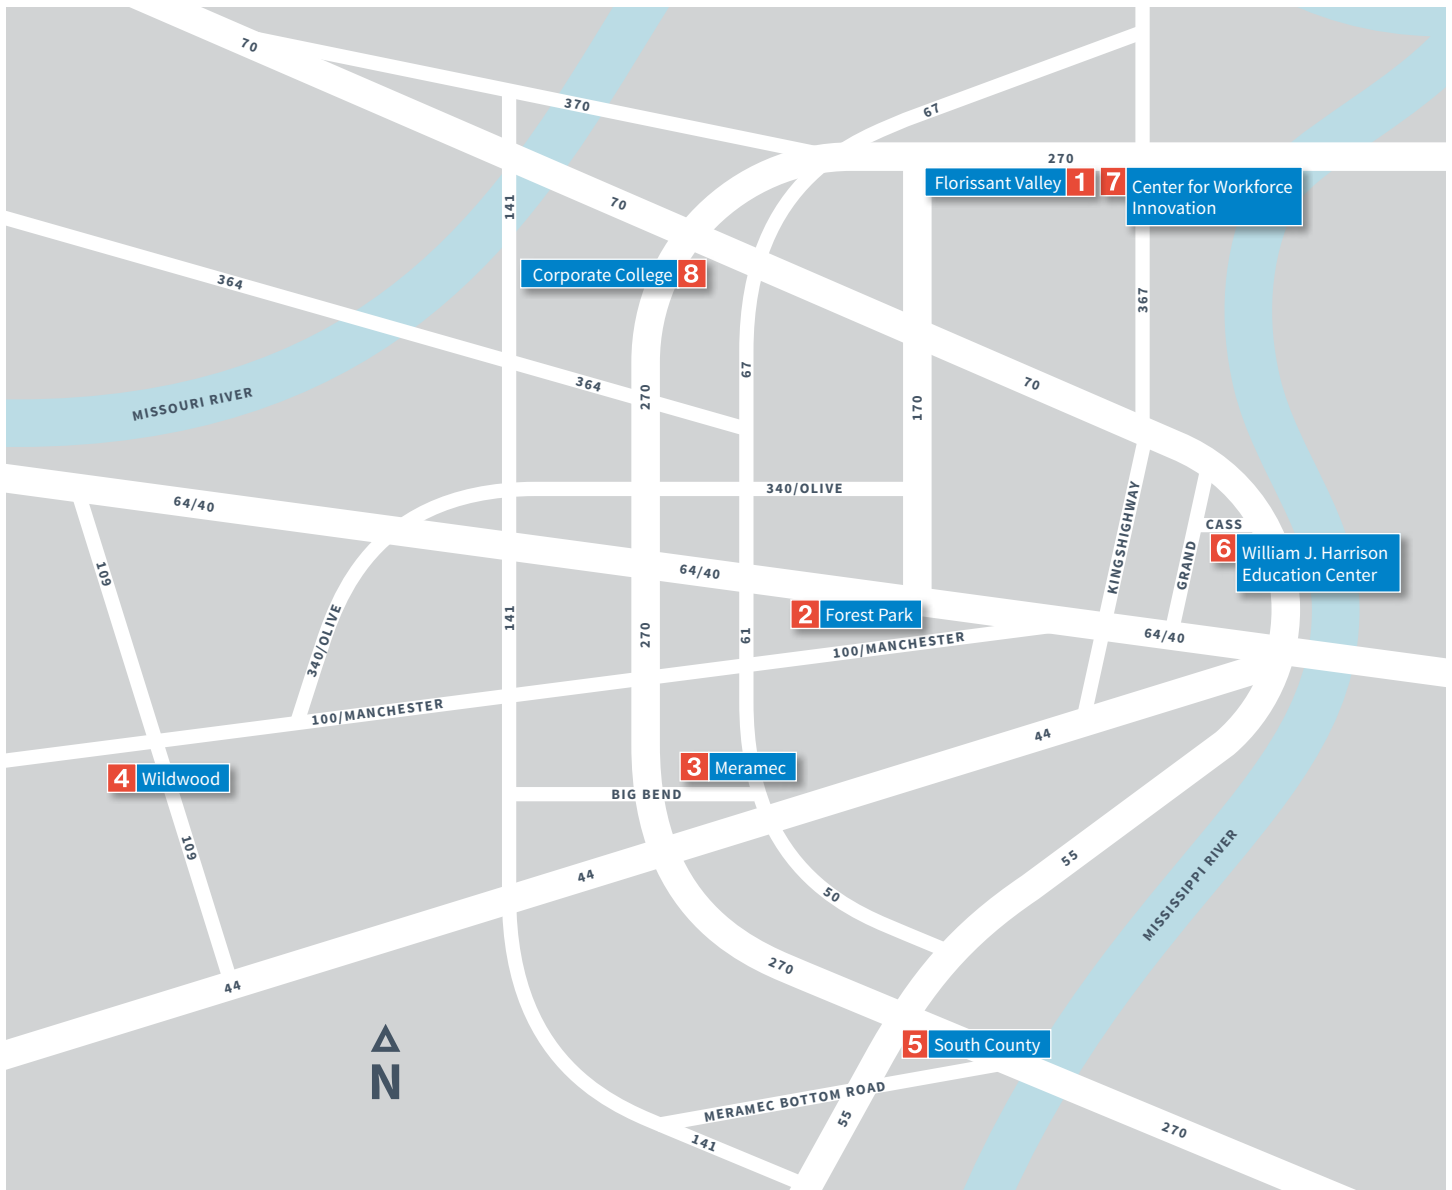 70
370
67
270
Florissant Valley 1
7 Center for Workforce
Innovation
141
70
Corporate College 8
364
367
67
364
70
270
MISSOURI RIVER
170
340/OLIVE
64/40
KINGSHIGHWAY
CASS
6 William J. Harrison
Education Center
GRAND
109
64/40
2 Forest Park
141
270
61
64/40
340/OLIVE
100/MANCHESTER
100/MANCHESTER
44
3 Meramec
4 Wildwood
BIG BEND
109
55
44
50
MISSISSIPPI RIVER
270
44
N
5 South County
MERAMEC BOTTOM ROAD
55
270
141